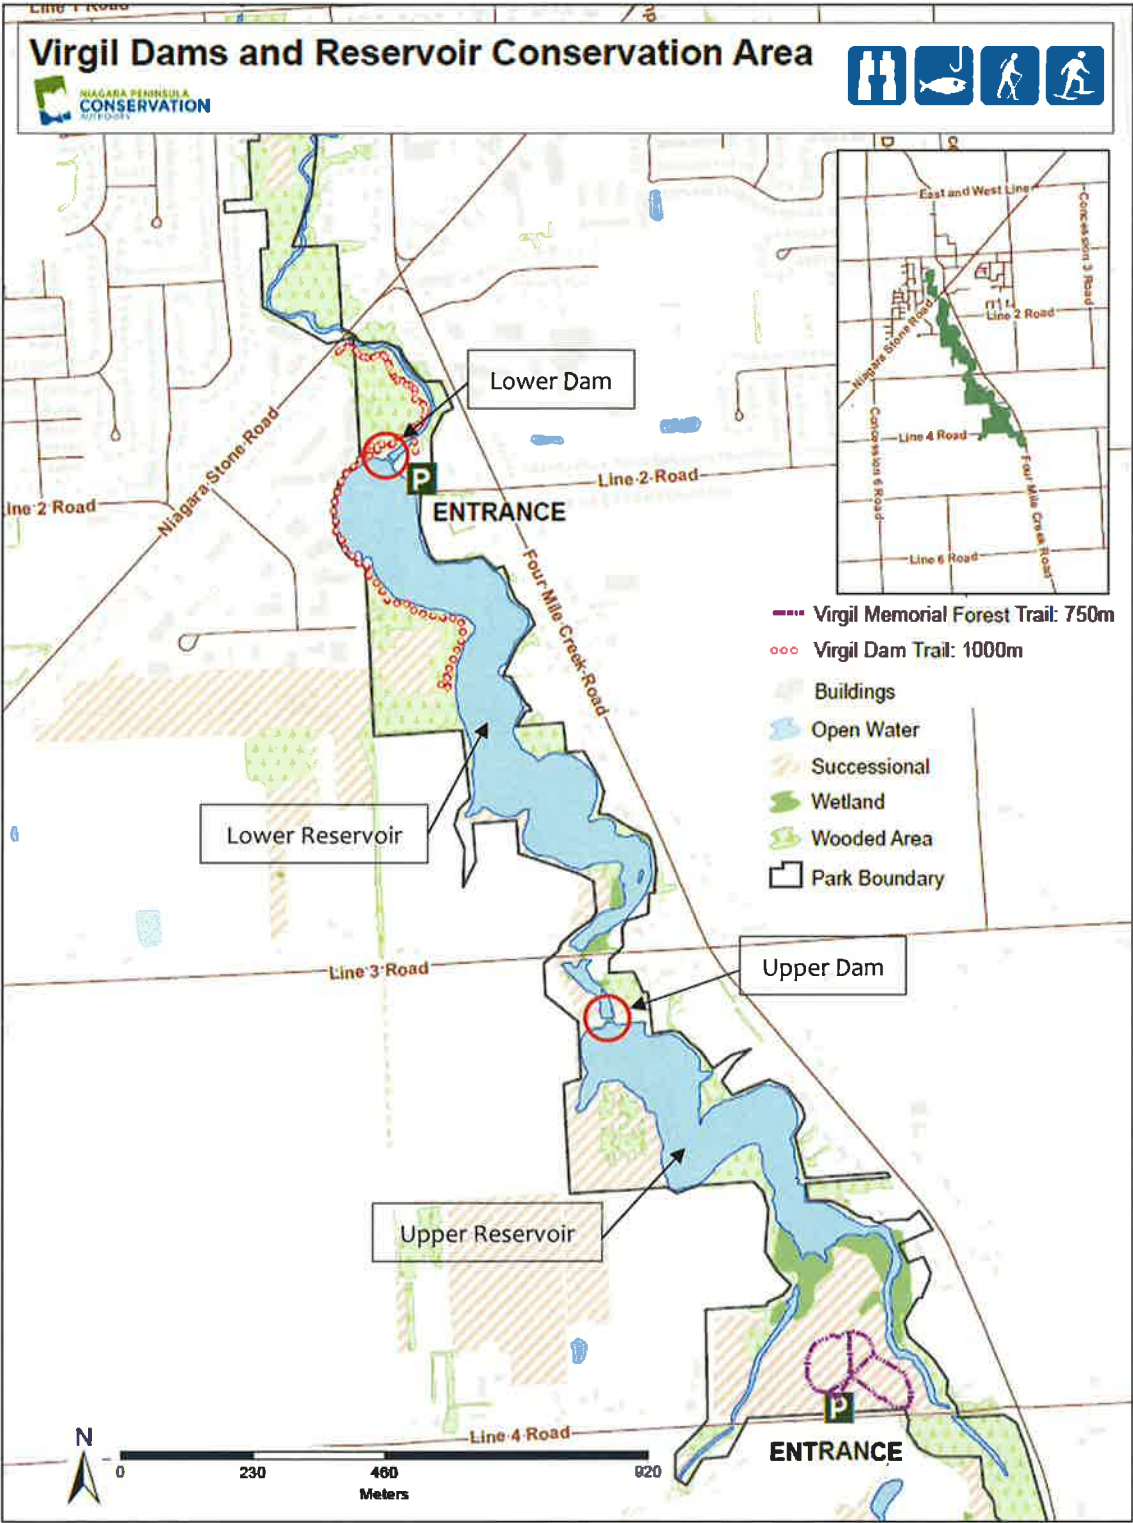 Line 1 Road
Virgil Dams and Reservoir Conservation Area
NIAGARA PENINSULA
CONSERVATION
AUTHORITY
East and West Line
Concession 3 Road
Line 2 Road
Niagara Stone Road
Concession 6 Road
Line 4 Road
Four Mile Creek Road
Line 6 Road
Lower Dam
Niagara Stone Road
Line 2 Road
P
ENTRANCE
Line 2 Road
Four Mile Creek Road
Virgil Memorial Forest Trail: 750m
Virgil Dam Trail: 1000m
Buildings
Open Water
Successional
Wetland
Wooded Area
Park Boundary
Lower Reservoir
Line 3 Road
Upper Dam
Upper Reservoir
P
ENTRANCE
Line 4 Road
N
0 230 460 920
Meters